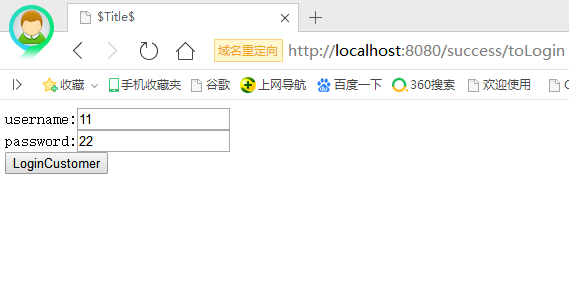 $Title$
域名重定向 http://localhost:8080/success/toLogin
收藏 手机收藏夹 谷歌 上网导航 百度一下 360搜索 欢迎使用
username:11
password:22
LoginCustomer